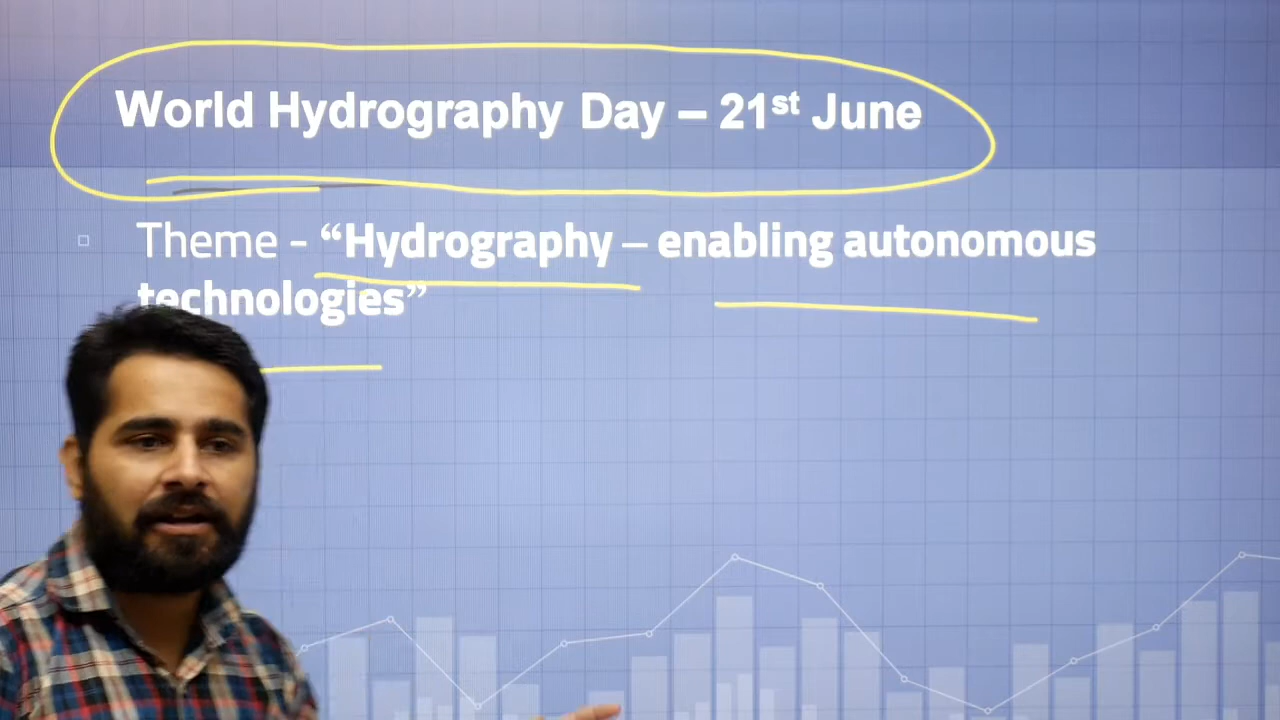 World Hydrography Day – 21st June
Theme - “Hydrography – enabling autonomous
technologies”